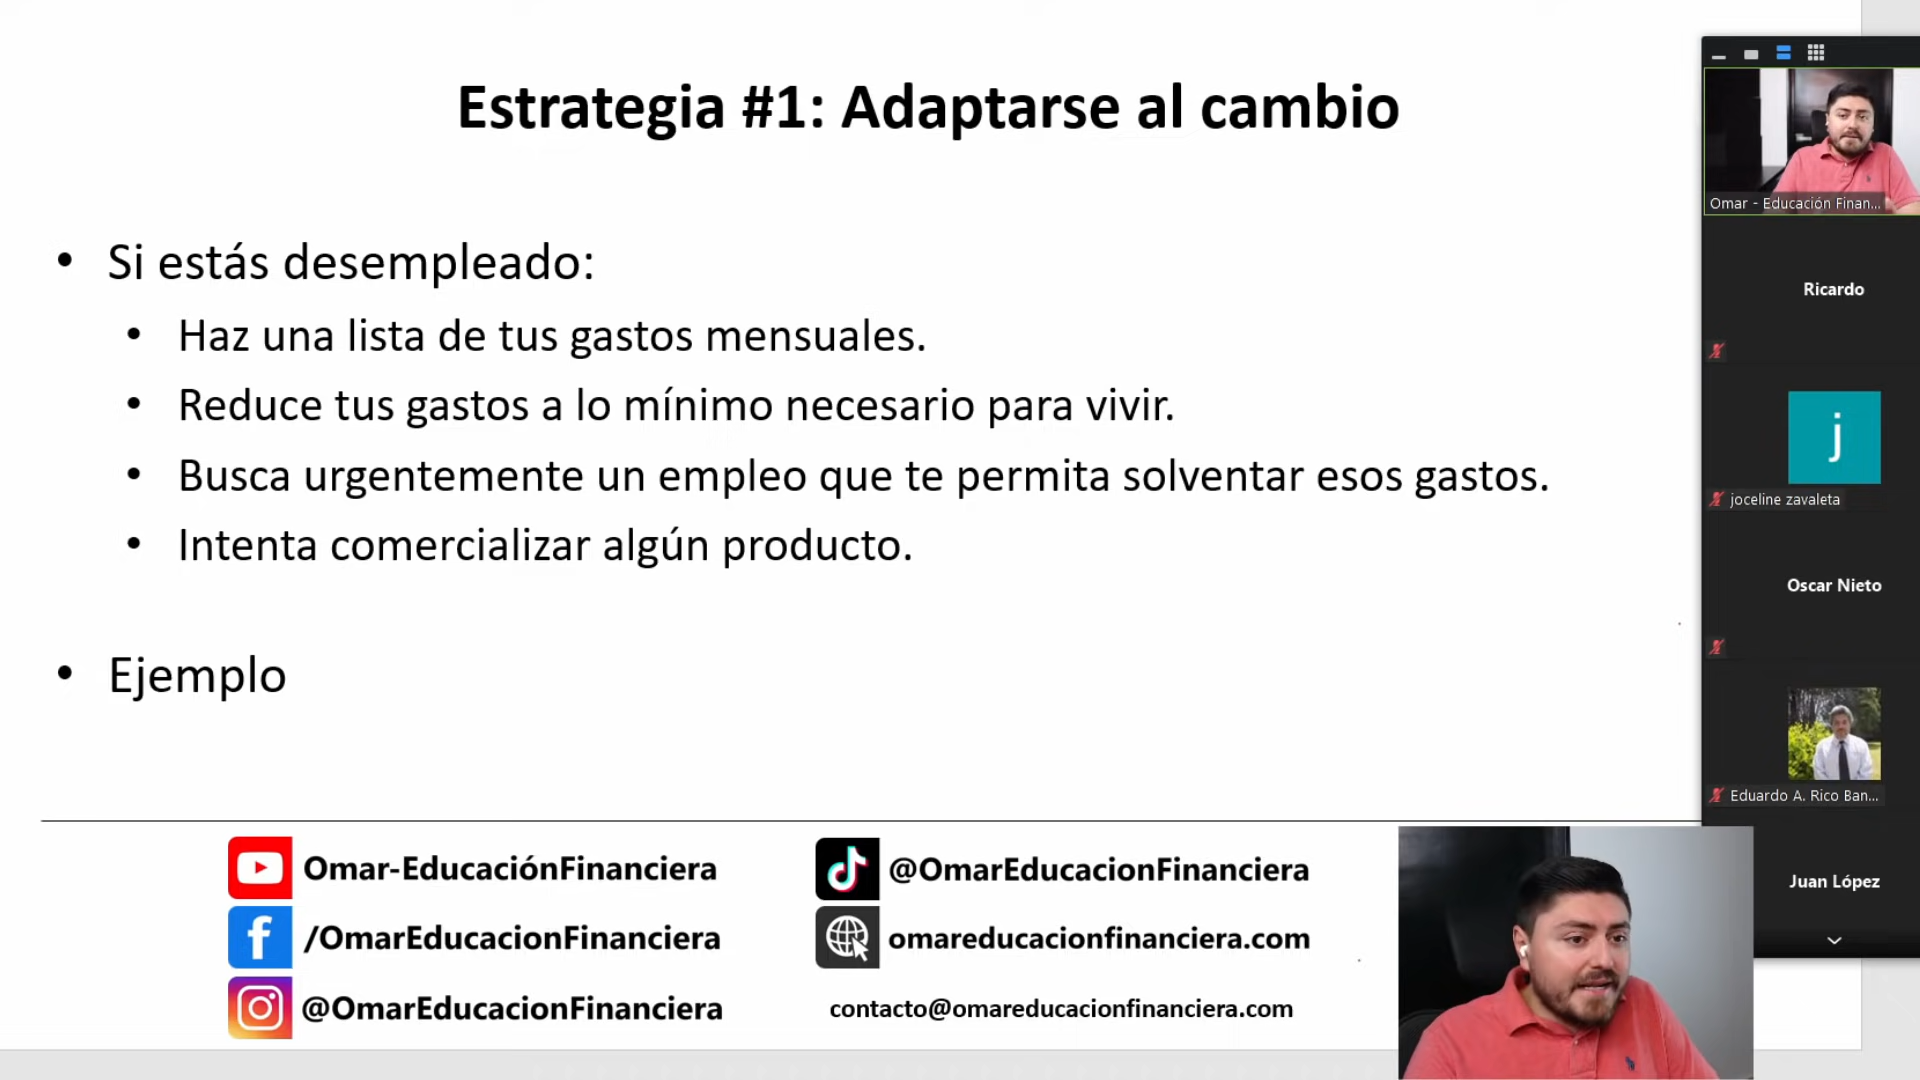 Estrategia #1: Adaptarse al cambio
• Si estás desempleado:
• Haz una lista de tus gastos mensuales.
• Reduce tus gastos a lo mínimo necesario para vivir.
• Busca urgentemente un empleo que te permita solventar esos gastos.
• Intenta comercializar algún producto.
• Ejemplo
Omar-EducaciónFinanciera
/OmarEducacionFinanciera
@OmarEducacionFinanciera
@OmarEducacionFinanciera
omareducacionfinanciera.com
contacto@omareducacionfinanciera.com
Omar - Educación Finan...
Ricardo
j
joceline zavaleta
Oscar Nieto
Eduardo A. Rico Ban...
Juan López